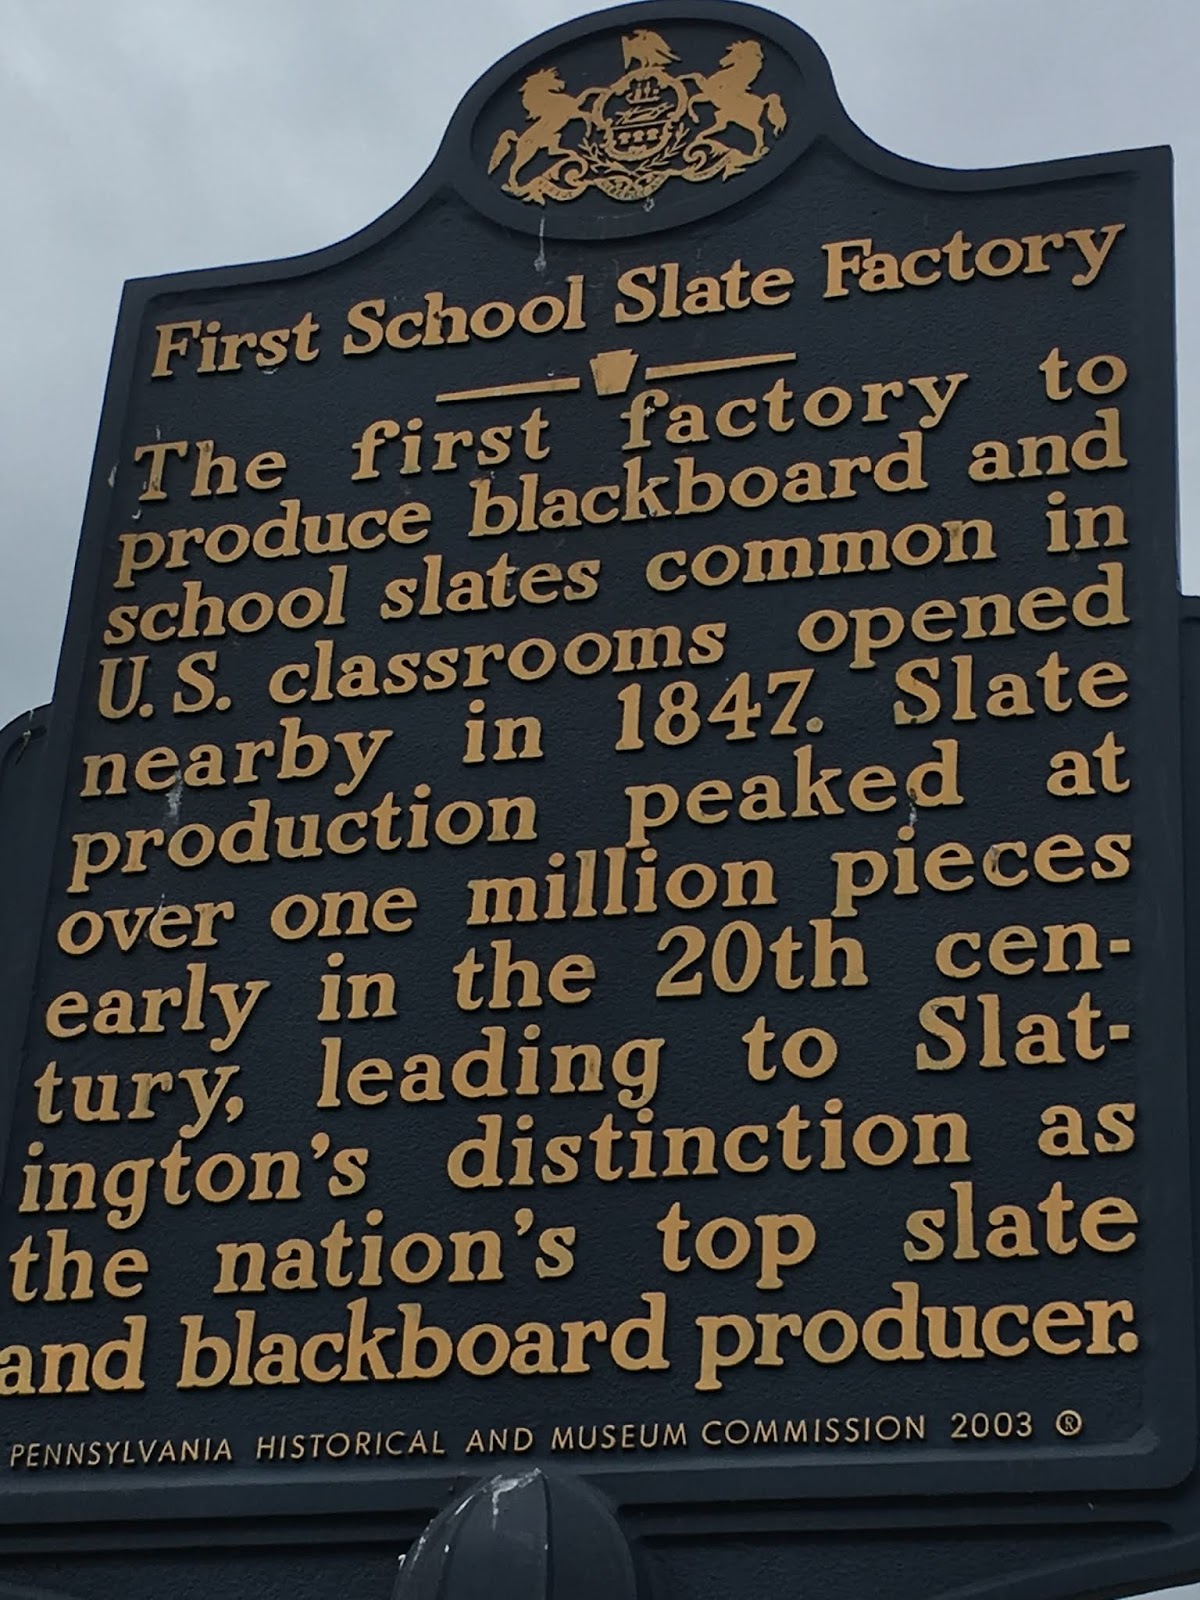 First School Slate Factory
The first factory to
produce blackboard and
school slates common in
U.S. classrooms opened
nearby in 1847. Slate
production peaked at
over one million pieces
early in the 20th cen-
tury, leading to Slat-
ington's distinction as
the nation's top slate
and blackboard producer.
PENNSYLVANIA HISTORICAL AND MUSEUM COMMISSION 2003 ®